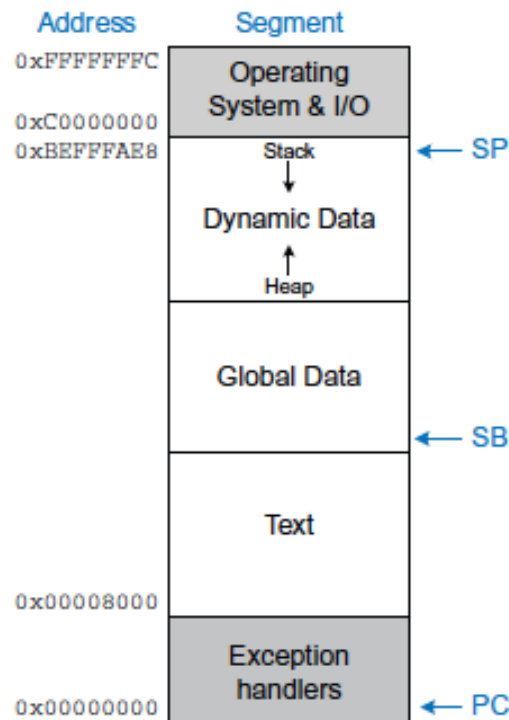 Address Segment
0xFFFFFFFC
Operating
System & I/O
0xC0000000
0xBEFFFAE8 Stack SP
Dynamic Data
Heap
Global Data
SB
Text
0x00008000
Exception
handlers
0x00000000 PC